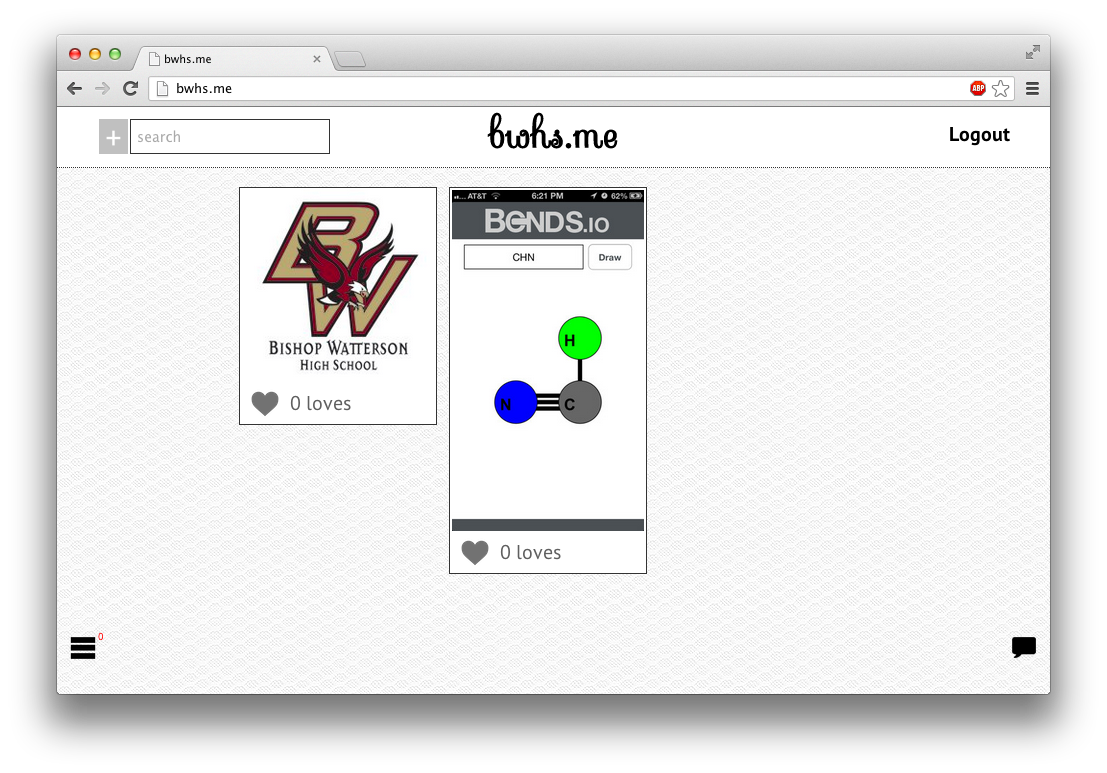 bwhs.me
bwhs.me
ABP
+ search
bwhs.me
Logout
BW
BISHOP WATTERSON
HIGH SCHOOL
0 loves
AT&T 6:21 PM 62%
BONDS.IO
CHN
Draw
H
N C
0 loves
0